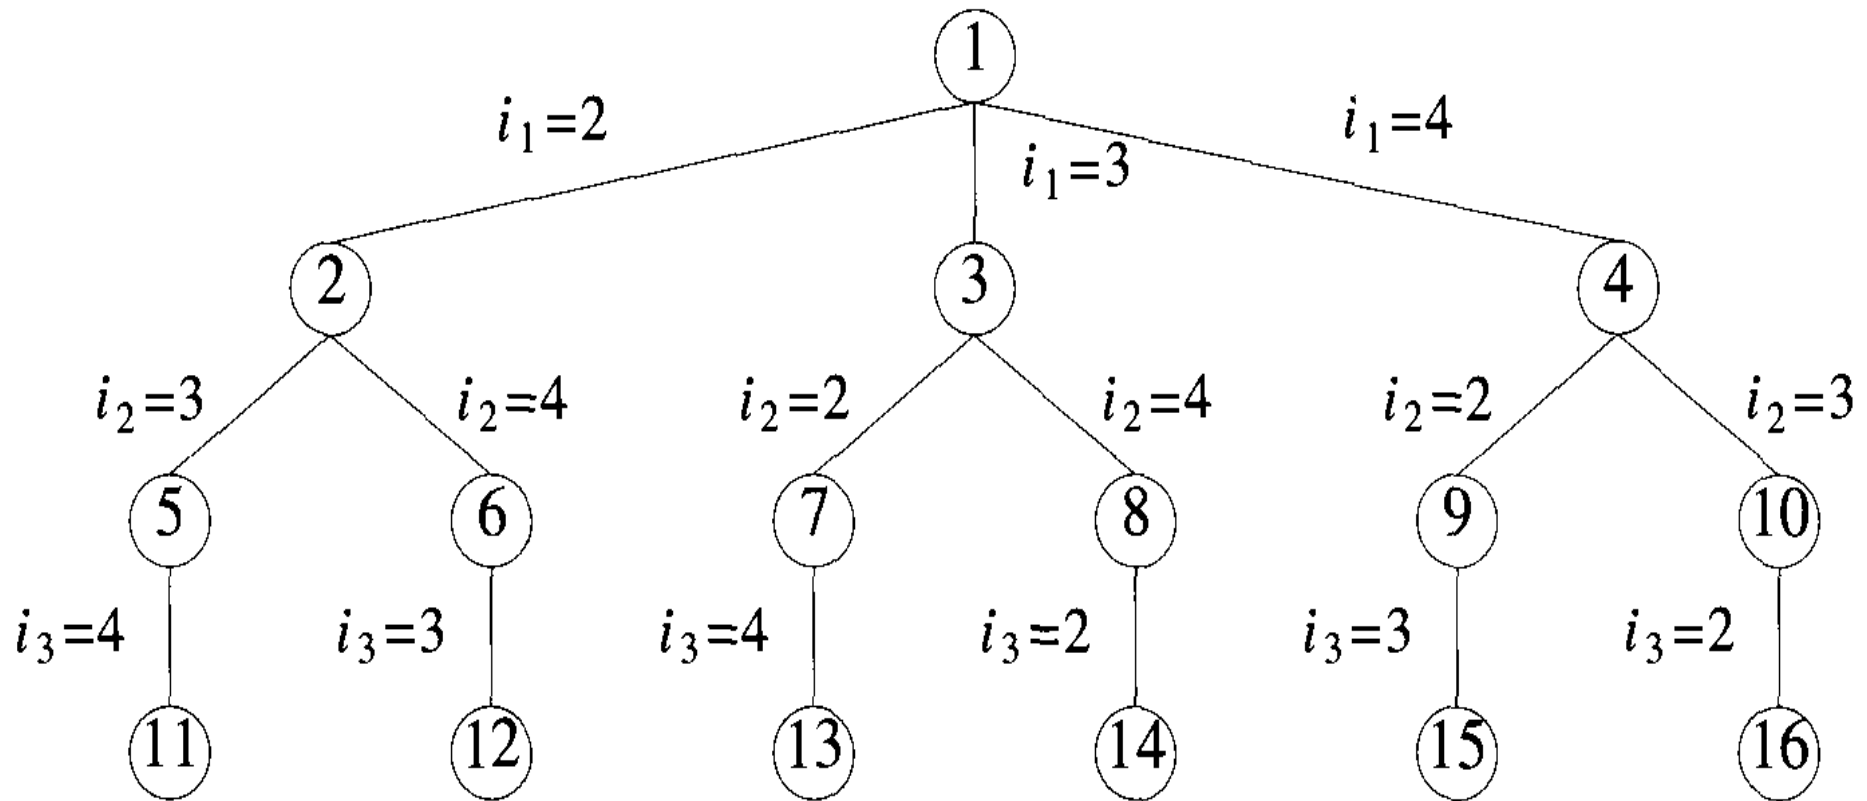 1
i₁=2
i₁=3
i₁=4
2
3
4
i₂=3
i₂=4
i₂=2
i₂=4
i₂=2
i₂=3
5
6
7
8
9
10
i₃=4
i₃=3
i₃=4
i₃=2
i₃=3
i₃=2
11
12
13
14
15
16